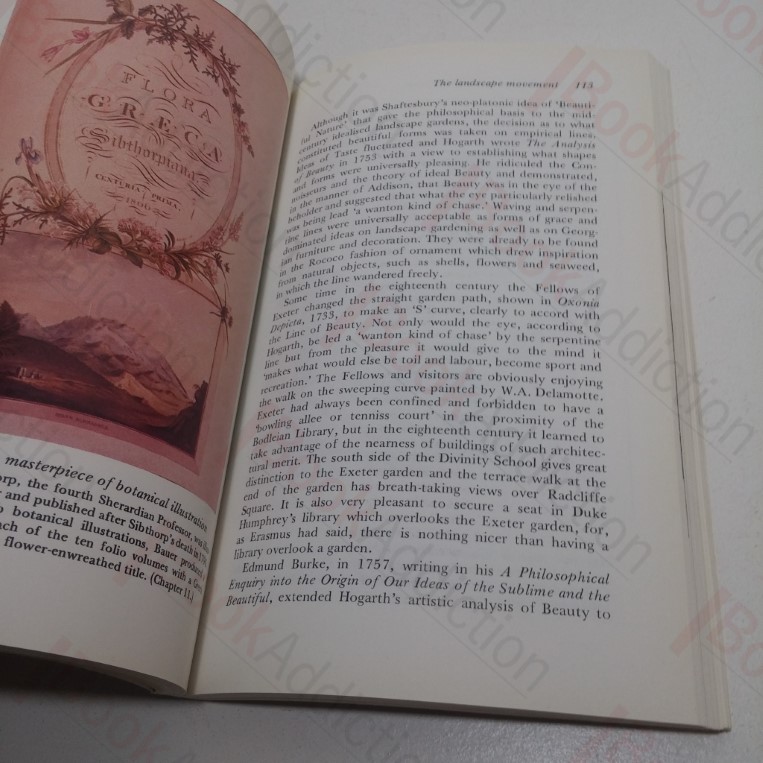 FLORA
GRÆCA
Sibthorpiana
CENTURIA PRIMA.
1806.
masterpiece of botanical illustration
orp, the fourth Sherardian Professor, was
and published after Sibthorp's death in
botanical illustrations, Bauer produced
ach of the ten folio volumes with a
flower-enwreathed title. (Chapter 11.)
The landscape movement 113
Although it was Shaftesbury's neo-platonic idea of 'Beauti-
ful Nature' that gave the philosophical basis to the mid
century idealised landscape gardens, the decision as to what
constituted beautiful forms was taken on empirical lines.
Ideas of Taste fluctuated and Hogarth wrote The Analysis
of Beauty in 1753 with a view to establishing what shapes
and forms were universally pleasing. He ridiculed the Con-
noisseurs and the theory of ideal Beauty and demonstrated,
in the manner of Addison, that Beauty was in the eye of the
beholder and suggested that what the eye particularly relished
was being lead 'a wanton kind of chase.' Waving and serpen-
tine lines were universally acceptable as forms of grace and
dominated ideas on landscape gardening as well as on Georg-
ian furniture and decoration. They were already to be found
in the Rococo fashion of ornament which drew inspiration
from natural objects, such as shells, flowers and seaweed,
in which the line wandered freely.
Some time in the eighteenth century the Fellows of
Exeter changed the straight garden path, shown in Oxonia
Depicta, 1733, to make an 'S' curve, clearly to accord with
the Line of Beauty. Not only would the eye, according to
Hogarth, be led a 'wanton kind of chase' by the serpentine
line but from the pleasure it would give to the mind it
'makes what would else be toil and labour, become sport and
recreation.' The Fellows and visitors are obviously enjoying
the walk on the sweeping curve painted by W.A. Delamotte.
Exeter had always been confined and forbidden to have a
'bowling allee or tenniss court' in the proximity of the
Bodleian Library, but in the eighteenth century it learned to
take advantage of the nearness of buildings of such architec-
tural merit. The south side of the Divinity School gives great
distinction to the Exeter garden and the terrace walk at the
end of the garden has breath-taking views over Radcliffe
Square. It is also very pleasant to secure a seat in Duke
Humphrey's library which overlooks the Exeter garden, for,
as Erasmus had said, there is nothing nicer than having a
library overlook a garden.
Edmund Burke, in 1757, writing in his A Philosophical
Enquiry into the Origin of Our Ideas of the Sublime and the
Beautiful, extended Hogarth's artistic analysis of Beauty to